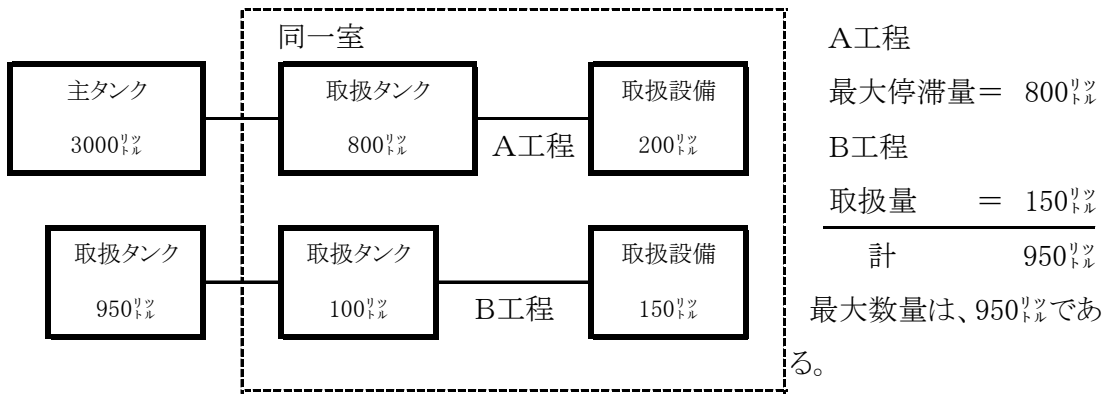 同一室
主タンク
3000㍑
取扱タンク
800㍑
A工程
取扱設備
200㍑
取扱タンク
950㍑
取扱タンク
100㍑
B工程
取扱設備
150㍑
A工程
最大停滞量＝ 800㍑
B工程
取扱量 ＝ 150㍑
計 950㍑
最大数量は、950㍑であ
る。